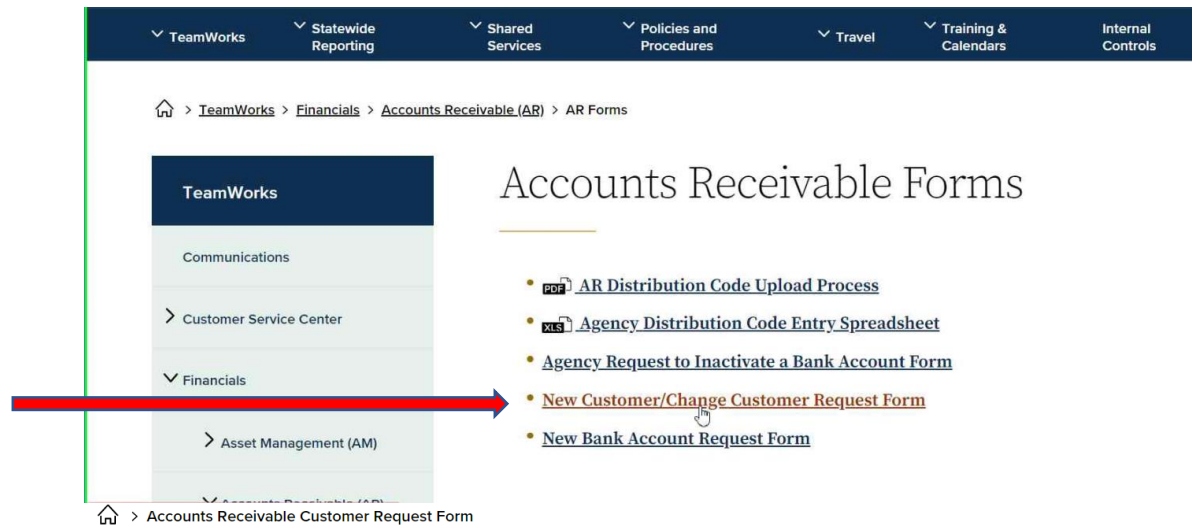 TeamWorks
Statewide
Reporting
Shared
Services
Policies and
Procedures
Travel
Training &
Calendars
Internal
Controls
> TeamWorks > Financials > Accounts Receivable (AR) > AR Forms
TeamWorks
Communications
Customer Service Center
Financials
Asset Management (AM)
Accounts Receivable (AR)
Accounts Receivable Forms
PDF AR Distribution Code Upload Process
XLS Agency Distribution Code Entry Spreadsheet
Agency Request to Inactivate a Bank Account Form
New Customer/Change Customer Request Form
New Bank Account Request Form
> Accounts Receivable Customer Request Form